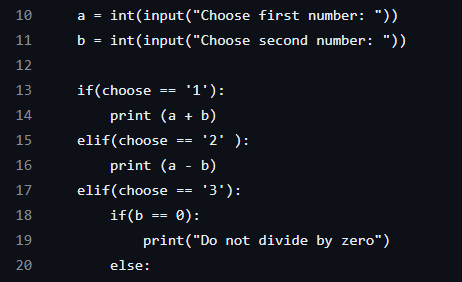 10 a = int(input("Choose first number: "))
11 b = int(input("Choose second number: "))
12
13 if(choose == '1'):
14 print (a + b)
15 elif(choose == '2' ):
16 print (a - b)
17 elif(choose == '3'):
18 if(b == 0):
19 print("Do not divide by zero")
20 else: